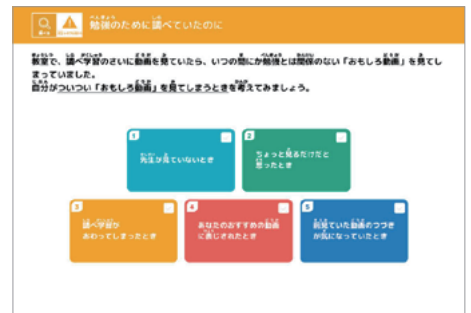 勉強のために調べていたのに
教室で、調べ学習のさいに動画を見ていたら、いつの間にか勉強とは関係のない「おもしろ動画」を見てし
まっていました。
自分がついつい「おもしろ動画」を見てしまうときを考えてみましょう。
1
先生が見ていないとき
2
ちょっと見るだけだと
思ったとき
3
調べ学習が
おわってしまったとき
4
あなたのおすすめの動画
に表じされたとき
5
前見ていた動画のつづき
が気になっていたとき